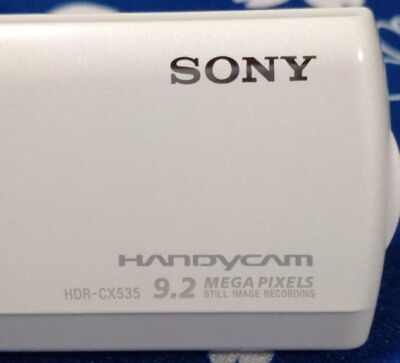 SONY
HANDYCAM
HDR-CX535 9.2 MEGA PIXELS
STILL IMAGE RECORDING